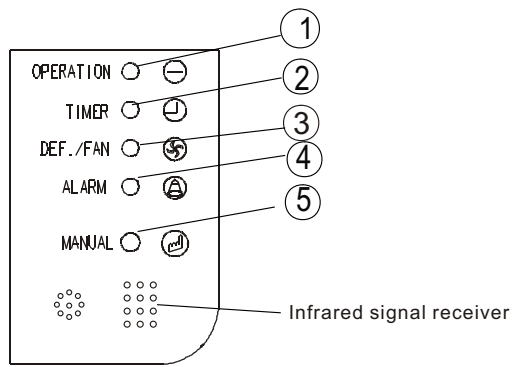 1
OPERATION
2
TIMER
3
DEF./FAN
4
ALARM
5
MANUAL
Infrared signal receiver